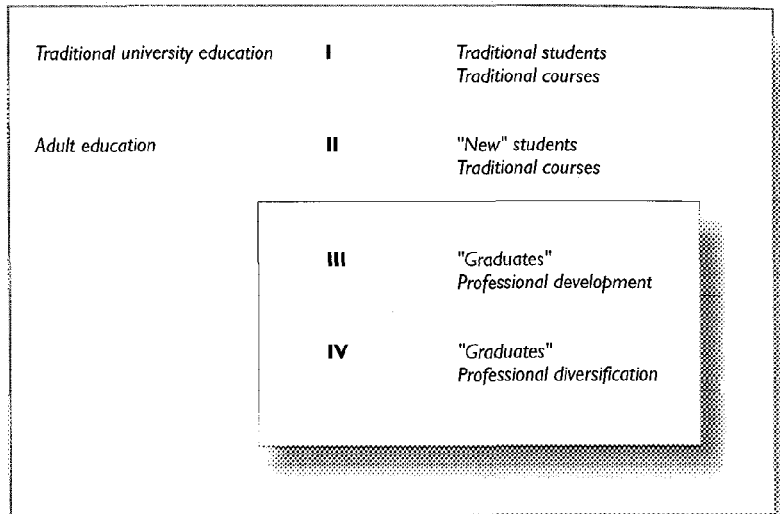 Traditional university education I Traditional students
Traditional courses
Adult education II "New" students
Traditional courses
III "Graduates"
Professional development
IV "Graduates"
Professional diversification